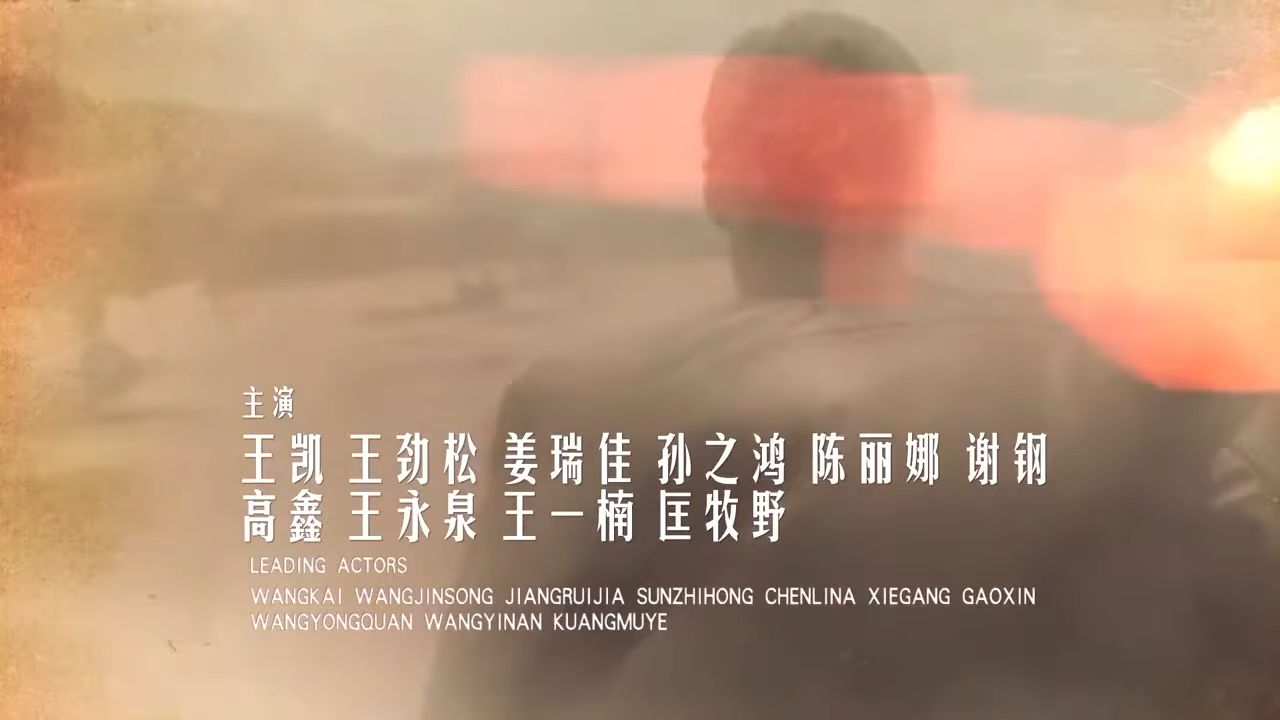 主演
王凯 王劲松 姜瑞佳 孙之鸿 陈丽娜 谢钢
高鑫 王永泉 王一楠 匡牧野
LEADING ACTORS
WANGKAI WANGJINSONG JIANGRUIJIA SUNZHIHONG CHENLINA XIEGANG GAOXIN
WANGYONGQUAN WANGYINAN KUANGMUYE